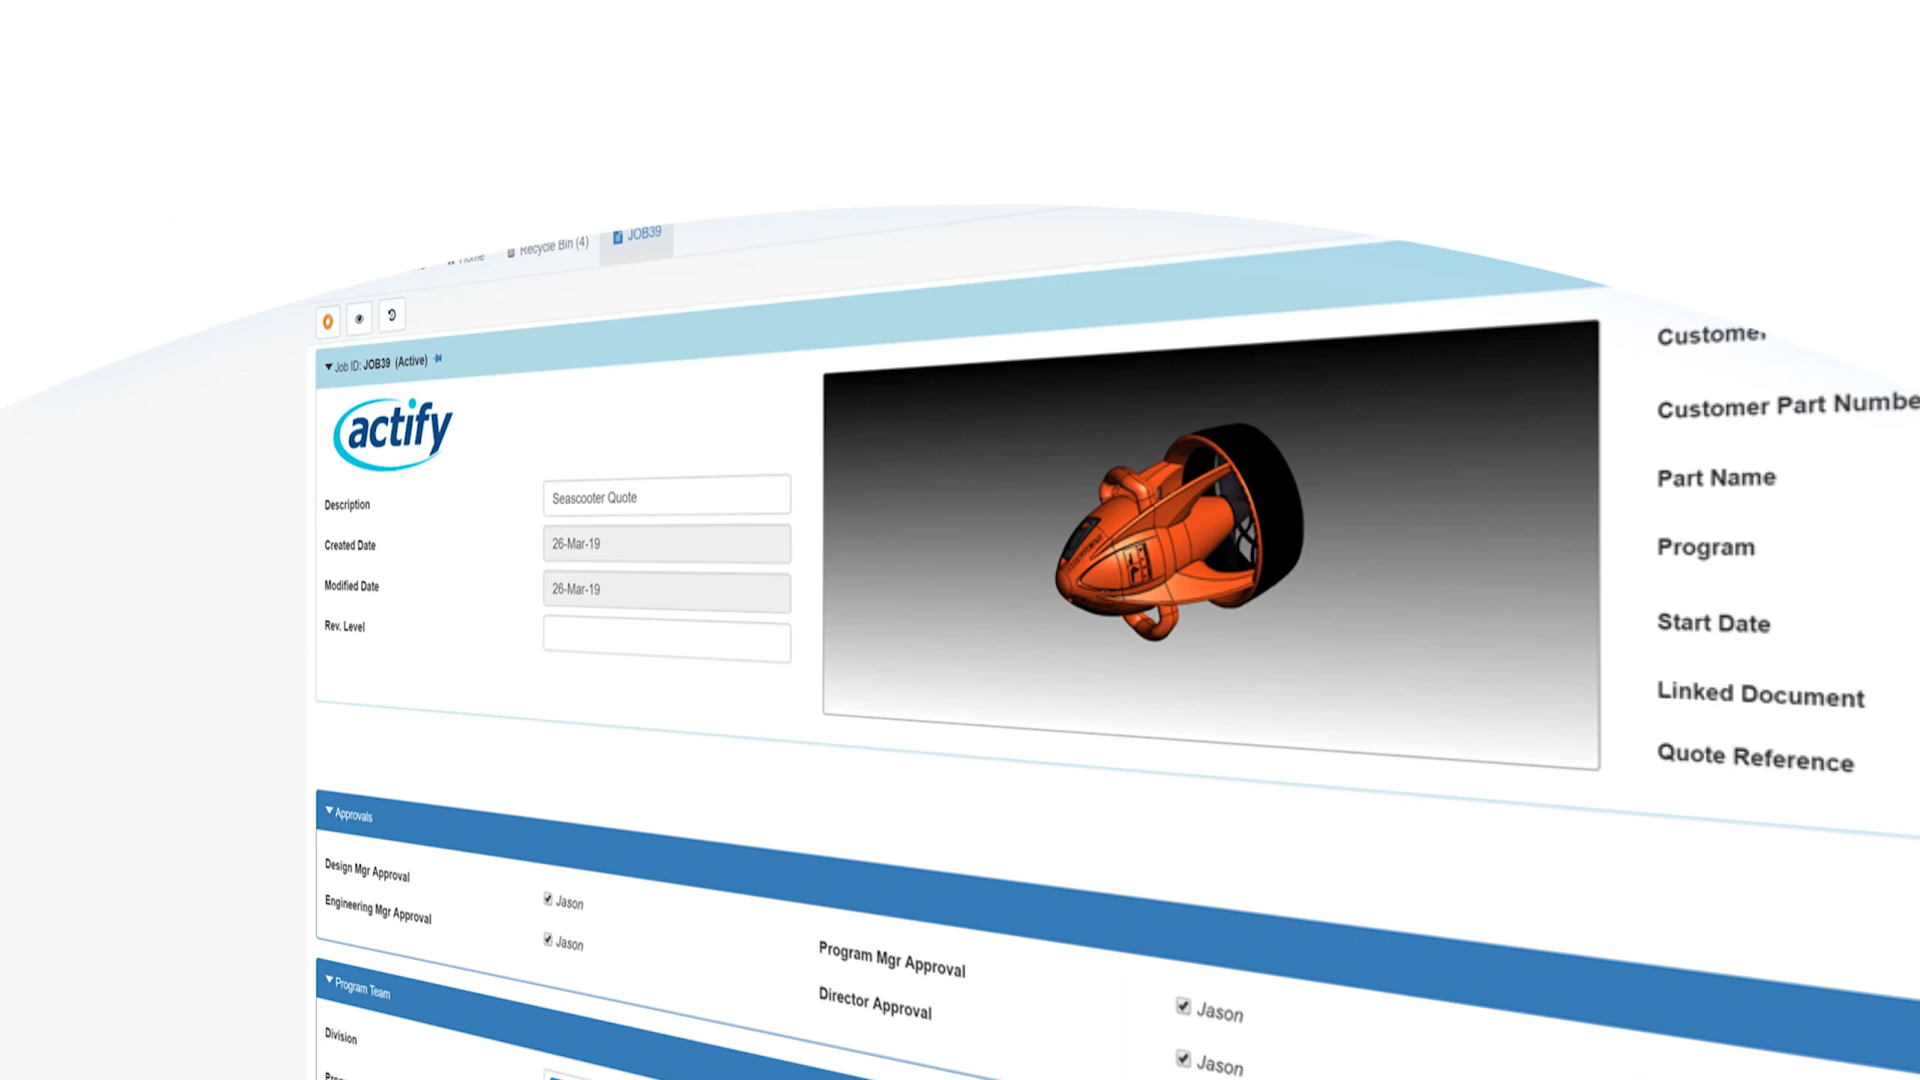 Home
Recycle Bin (4)
JOB39
Job ID: JOB39 (Active)
actify
Description
Seascooter Quote
Created Date
26-Mar-19
Modified Date
26-Mar-19
Rev. Level
Customer
Customer Part Numbe
Part Name
Program
Start Date
Linked Document
Quote Reference
Approvals
Design Mgr Approval
Jason
Engineering Mgr Approval
Jason
Program Mgr Approval
Jason
Director Approval
Jason
Program Team
Division